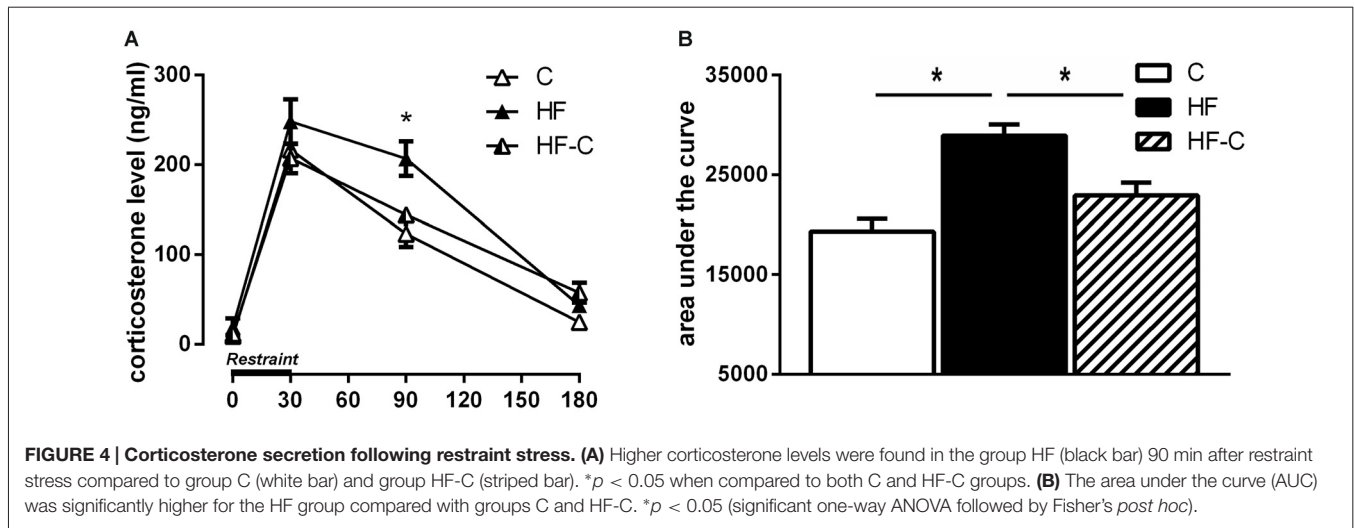 A
corticosterone level (ng/ml)
300
200
100
0
*
C
HF
HF-C
Restraint
0 30 60 90 120 150 180
B
area under the curve
35000
25000
15000
5000
* *
C
HF
HF-C
FIGURE 4 | Corticosterone secretion following restraint stress. (A) Higher corticosterone levels were found in the group HF (black bar) 90 min after restraint
stress compared to group C (white bar) and group HF-C (striped bar). *p < 0.05 when compared to both C and HF-C groups. (B) The area under the curve (AUC)
was significantly higher for the HF group compared with groups C and HF-C. *p < 0.05 (significant one-way ANOVA followed by Fisher's post hoc).